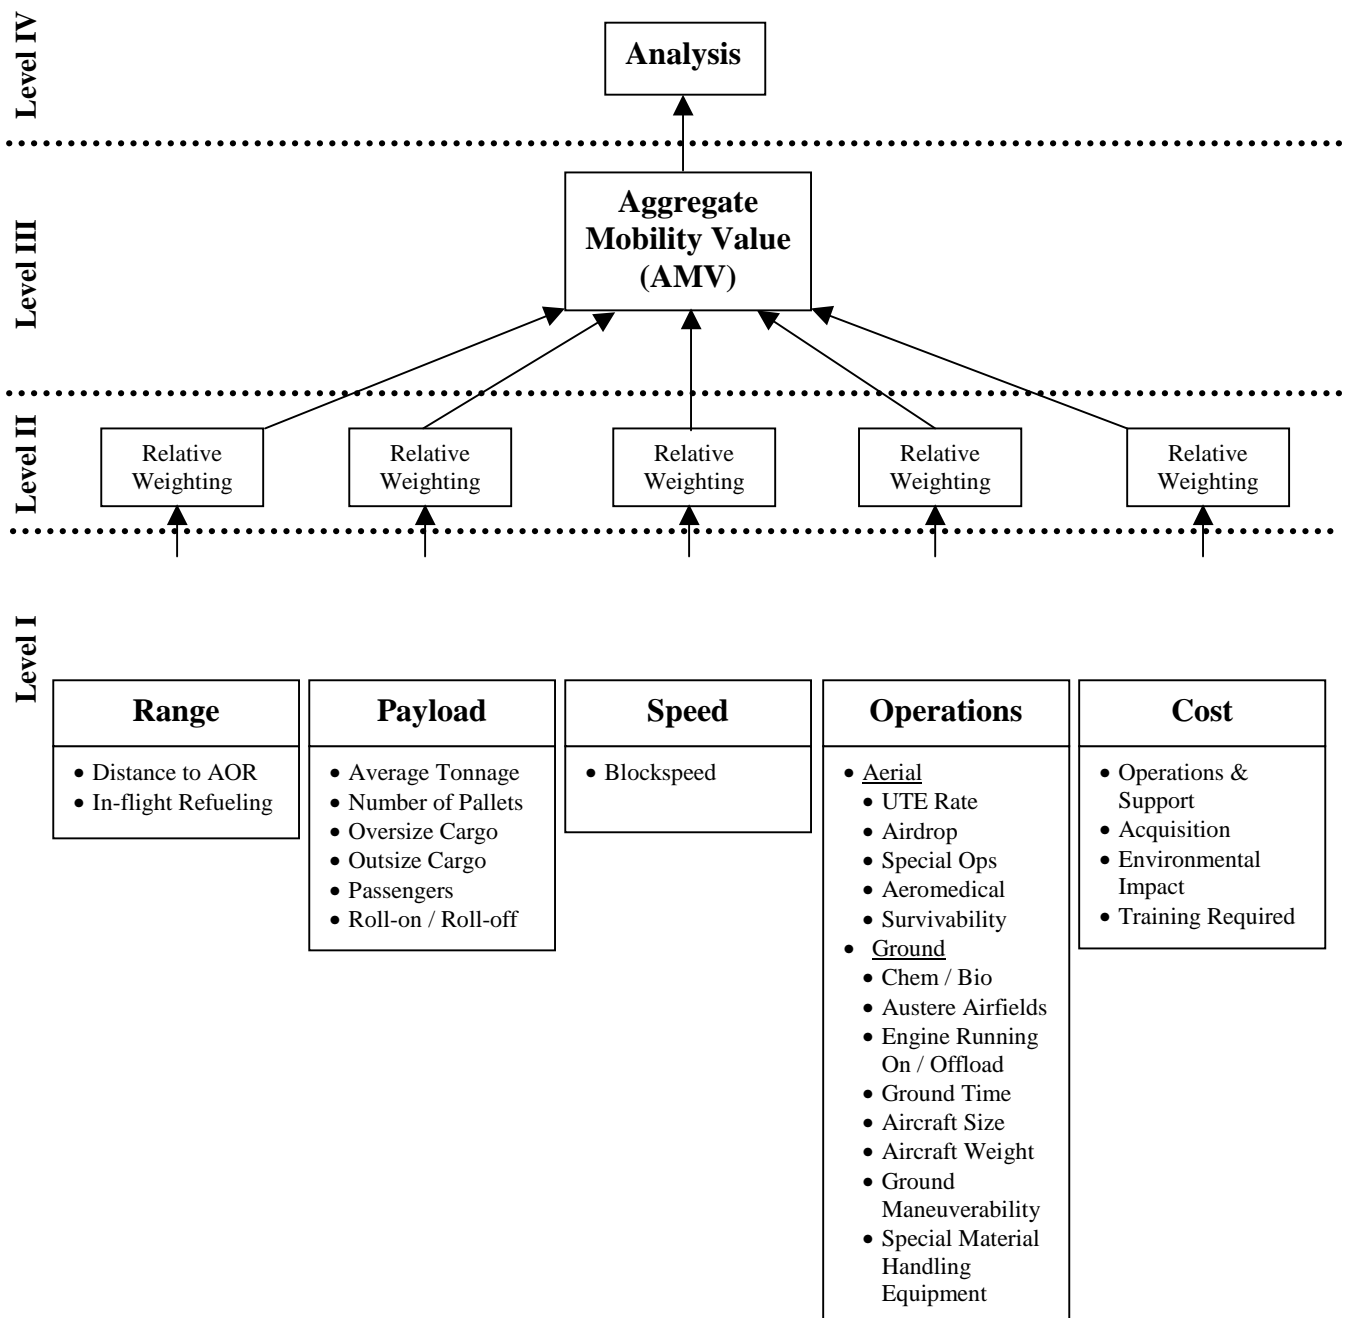 Level IV
Analysis
Level III
Aggregate
Mobility Value
(AMV)
Level II
Relative
Weighting
Relative
Weighting
Relative
Weighting
Relative
Weighting
Relative
Weighting
Level I
Range
• Distance to AOR
• In-flight Refueling
Payload
• Average Tonnage
• Number of Pallets
• Oversize Cargo
• Outsize Cargo
• Passengers
• Roll-on / Roll-off
Speed
• Blockspeed
Operations
• Aerial
• UTE Rate
• Airdrop
• Special Ops
• Aeromedical
• Survivability
• Ground
• Chem / Bio
• Austere Airfields
• Engine Running
On / Offload
• Ground Time
• Aircraft Size
• Aircraft Weight
• Ground
Maneuverability
• Special Material
Handling
Equipment
Cost
• Operations &
Support
• Acquisition
• Environmental
Impact
• Training Required